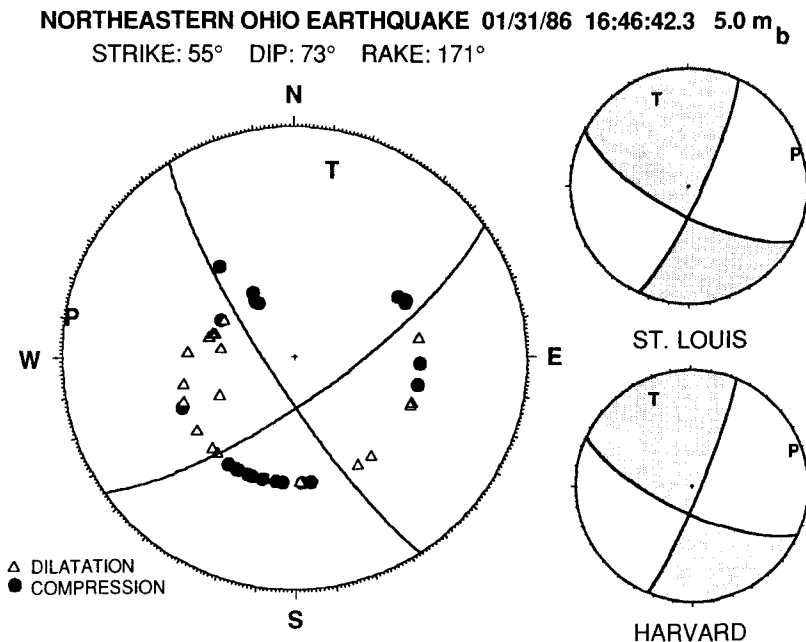 NORTHEASTERN OHIO EARTHQUAKE 01/31/86 16:46:42.3 5.0 mb
STRIKE: 55° DIP: 73° RAKE: 171°
N
T
P
W
E
S
△ DILATATION
● COMPRESSION
T
P
ST. LOUIS
T
P
HARVARD